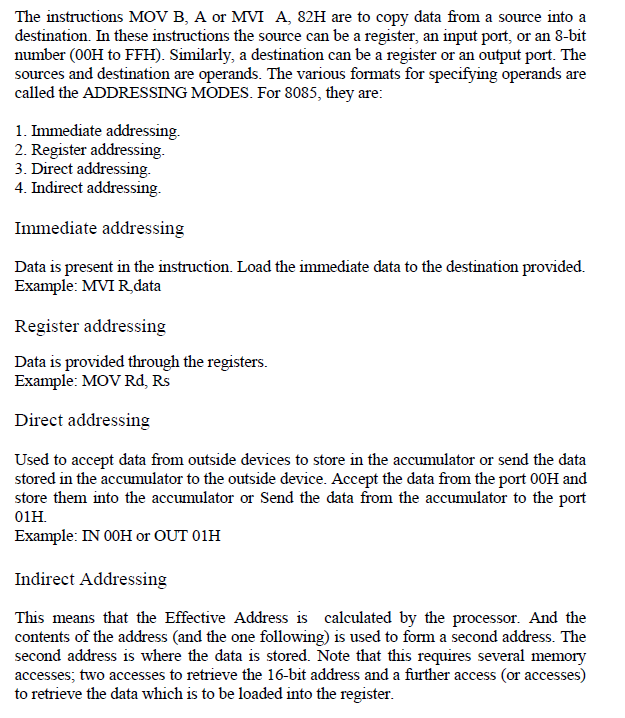 The instructions MOV B, A or MVI A, 82H are to copy data from a source into a
destination. In these instructions the source can be a register, an input port, or an 8-bit
number (00H to FFH). Similarly, a destination can be a register or an output port. The
sources and destination are operands. The various formats for specifying operands are
called the ADDRESSING MODES. For 8085, they are:
1. Immediate addressing.
2. Register addressing.
3. Direct addressing.
4. Indirect addressing.
Immediate addressing
Data is present in the instruction. Load the immediate data to the destination provided.
Example: MVI R,data
Register addressing
Data is provided through the registers.
Example: MOV Rd, Rs
Direct addressing
Used to accept data from outside devices to store in the accumulator or send the data
stored in the accumulator to the outside device. Accept the data from the port 00H and
store them into the accumulator or Send the data from the accumulator to the port
01H.
Example: IN 00H or OUT 01H
Indirect Addressing
This means that the Effective Address is calculated by the processor. And the
contents of the address (and the one following) is used to form a second address. The
second address is where the data is stored. Note that this requires several memory
accesses; two accesses to retrieve the 16-bit address and a further access (or accesses)
to retrieve the data which is to be loaded into the register.